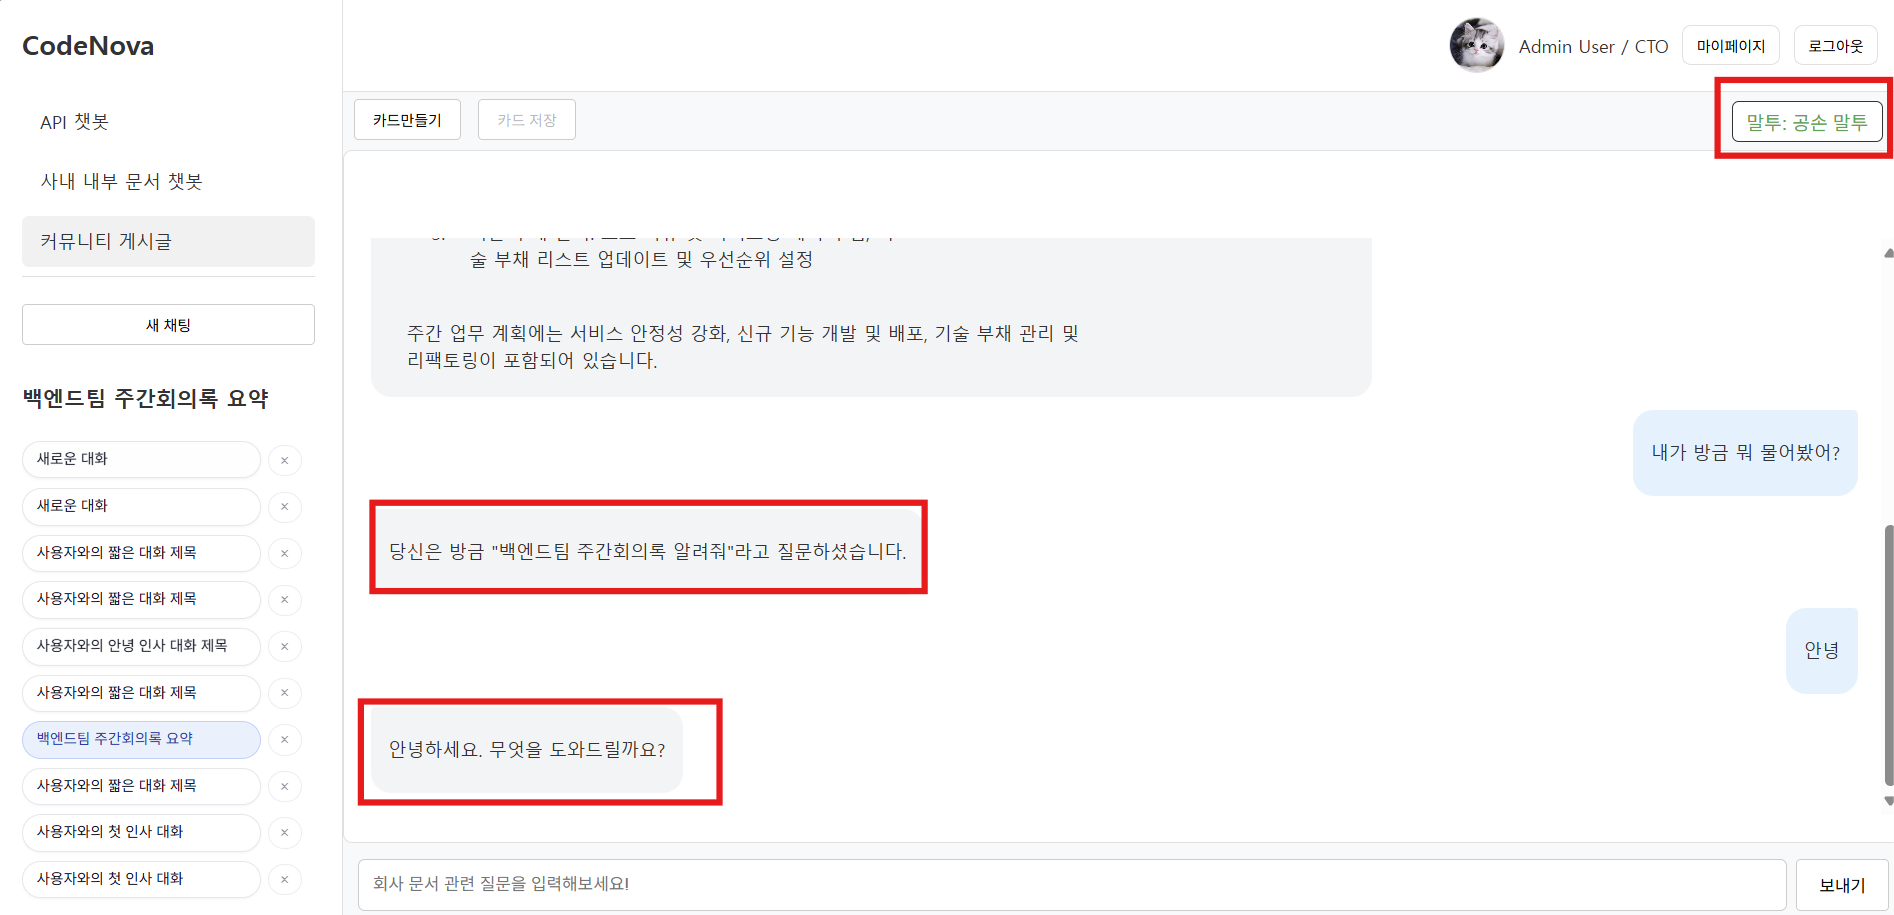 CodeNova
Admin User / CTO
마이페이지
로그아웃
API 챗봇
사내 내부 문서 챗봇
커뮤니티 게시글
새 채팅
백엔드팀 주간회의록 요약
새로운 대화
×
새로운 대화
×
사용자와의 짧은 대화 제목
×
사용자와의 짧은 대화 제목
×
사용자와의 안녕 인사 대화 제목
×
사용자와의 짧은 대화 제목
×
백엔드팀 주간회의록 요약
×
사용자와의 짧은 대화 제목
×
사용자와의 첫 인사 대화
×
사용자와의 첫 인사 대화
×
카드만들기
카드 저장
말투: 공손 말투
술 부채 리스트 업데이트 및 우선순위 설정
주간 업무 계획에는 서비스 안정성 강화, 신규 기능 개발 및 배포, 기술 부채 관리 및
리팩토링이 포함되어 있습니다.
내가 방금 뭐 물어봤어?
당신은 방금 "백엔드팀 주간회의록 알려줘"라고 질문하셨습니다.
안녕
안녕하세요. 무엇을 도와드릴까요?
회사 문서 관련 질문을 입력해보세요!
보내기